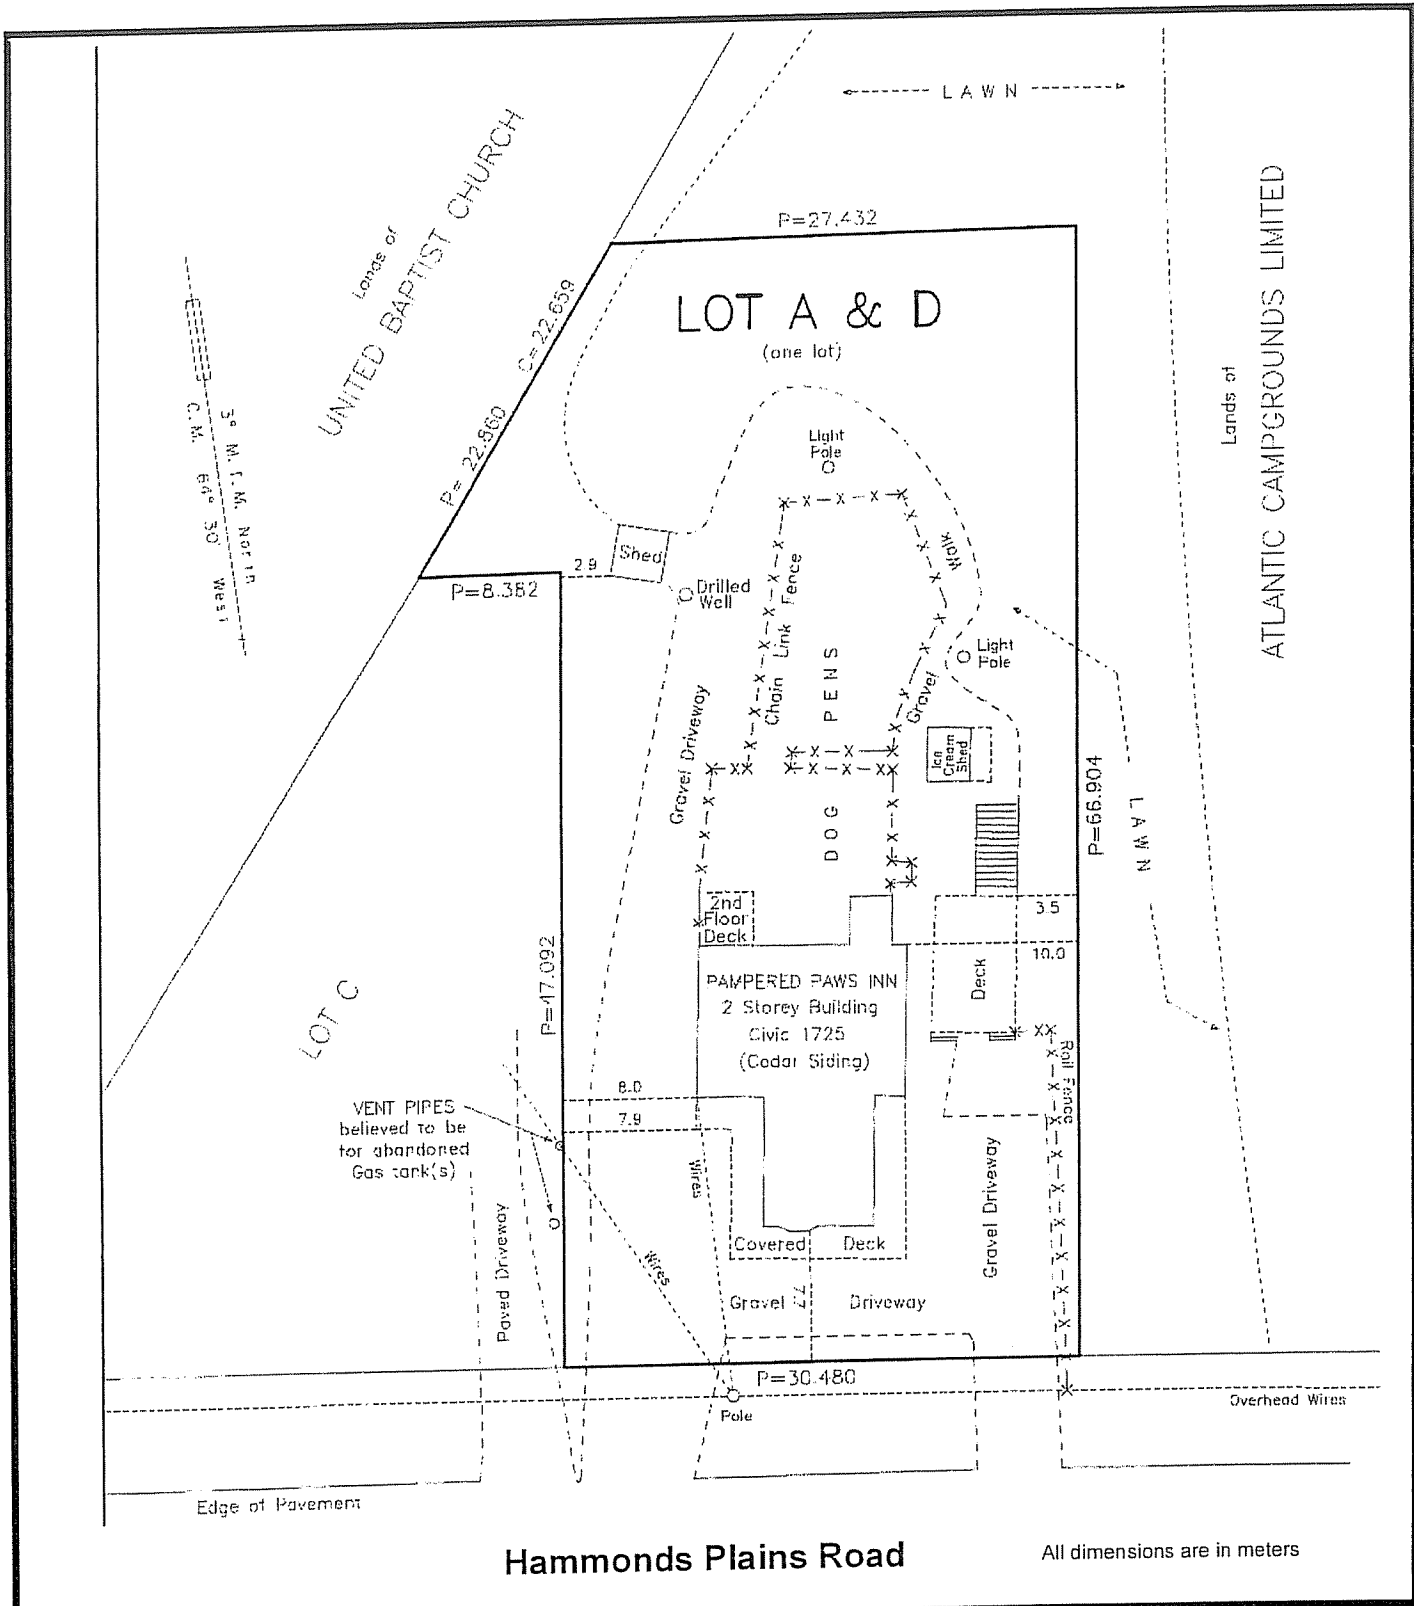 LAWN
P=27.432
Lands of
UNITED BAPTIST CHURCH
C=22.659
P= 22.860
LOT A & D
(one lot)
Lands of
ATLANTIC CAMPGROUNDS LIMITED
3° M.T.M. North
C.M. 64° 30' West
Light
Pole
Walk
Shed
2.9
P=8.382
Drilled
Well
Chain Link Fence
Light
Pole
DOG PENS
Gravel
Gravel Driveway
Ice
Cream
Shed
P=66.904
LAWN
2nd
Floor
Deck
3.5
10.0
P=47.092
PAMPERED PAWS INN
2 Storey Building
Civic 1725
(Cedar Siding)
Deck
LOT C
Rail Fence
8.0
7.9
VENT PIPES
believed to be
for abandoned
Gas tank(s)
Wires
Wires
Paved Driveway
Gravel Driveway
Covered Deck
Gravel 7.7 Driveway
P=30.480
Pole
Overhead Wires
Edge of Pavement
Hammonds Plains Road
All dimensions are in meters